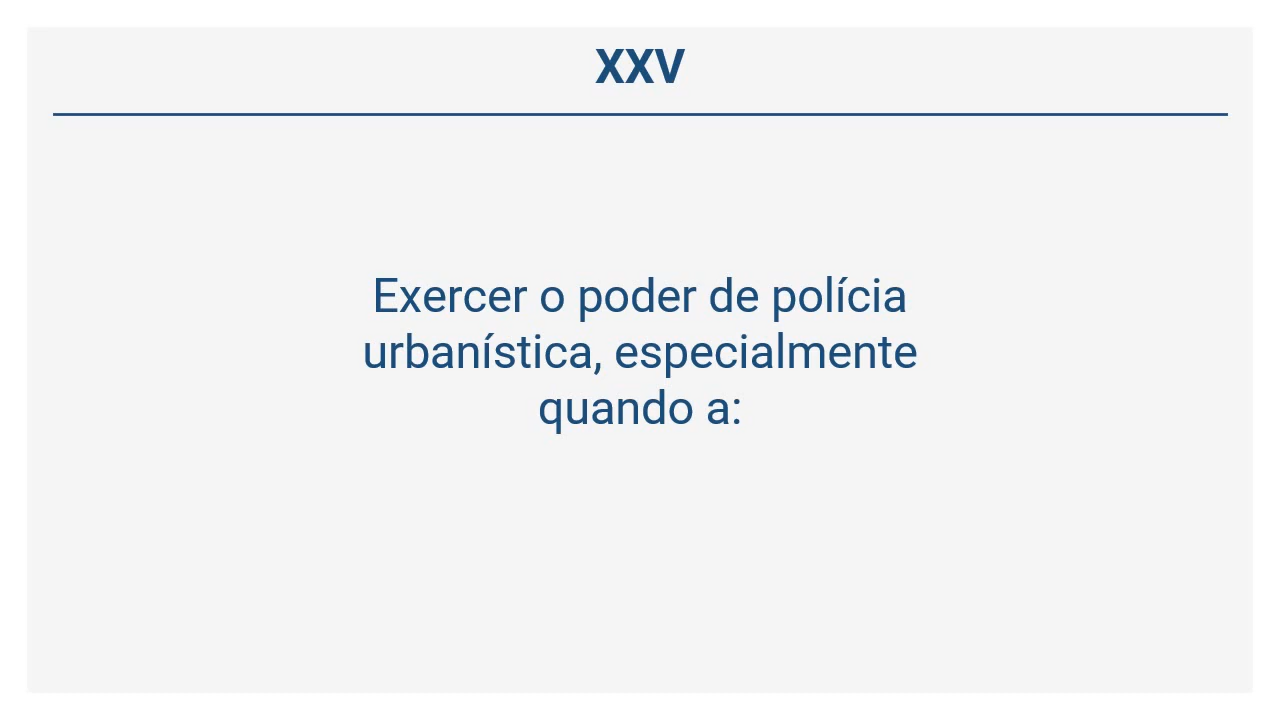 XXV
Exercer o poder de polícia
urbanística, especialmente
quando a: